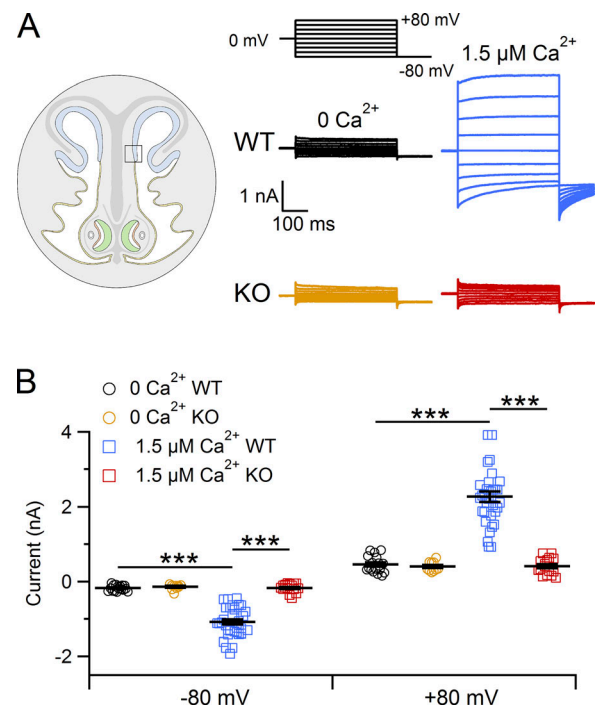 A
+80 mV
0 mV
-80 mV
1.5 µM Ca²⁺
0 Ca²⁺
WT
1 nA
100 ms
KO
B
0 Ca²⁺ WT
0 Ca²⁺ KO
1.5 µM Ca²⁺ WT
1.5 µM Ca²⁺ KO
***
***
***
***
4
2
0
-2
Current (nA)
-80 mV
+80 mV